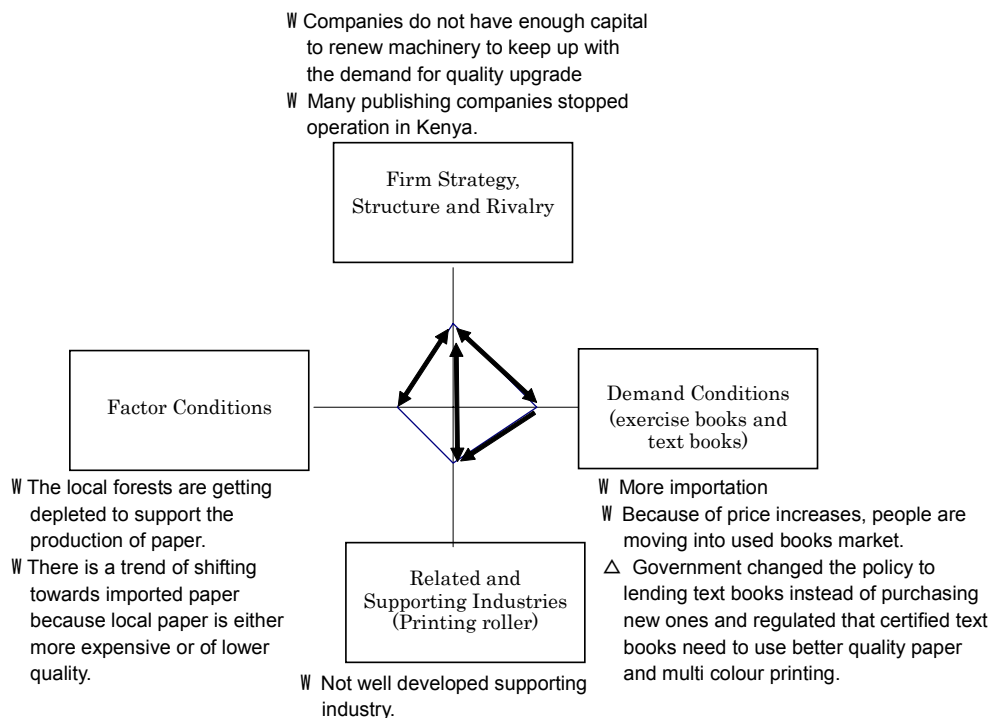 W Companies do not have enough capital
to renew machinery to keep up with
the demand for quality upgrade
W Many publishing companies stopped
operation in Kenya.
Firm Strategy,
Structure and Rivalry
Factor Conditions
Demand Conditions
(exercise books and
text books)
W The local forests are getting
depleted to support the
production of paper.
W There is a trend of shifting
towards imported paper
because local paper is either
more expensive or of lower
quality.
W More importation
W Because of price increases, people are
moving into used books market.
△ Government changed the policy to
lending text books instead of purchasing
new ones and regulated that certified text
books need to use better quality paper
and multi colour printing.
Related and
Supporting Industries
(Printing roller)
W Not well developed supporting
industry.